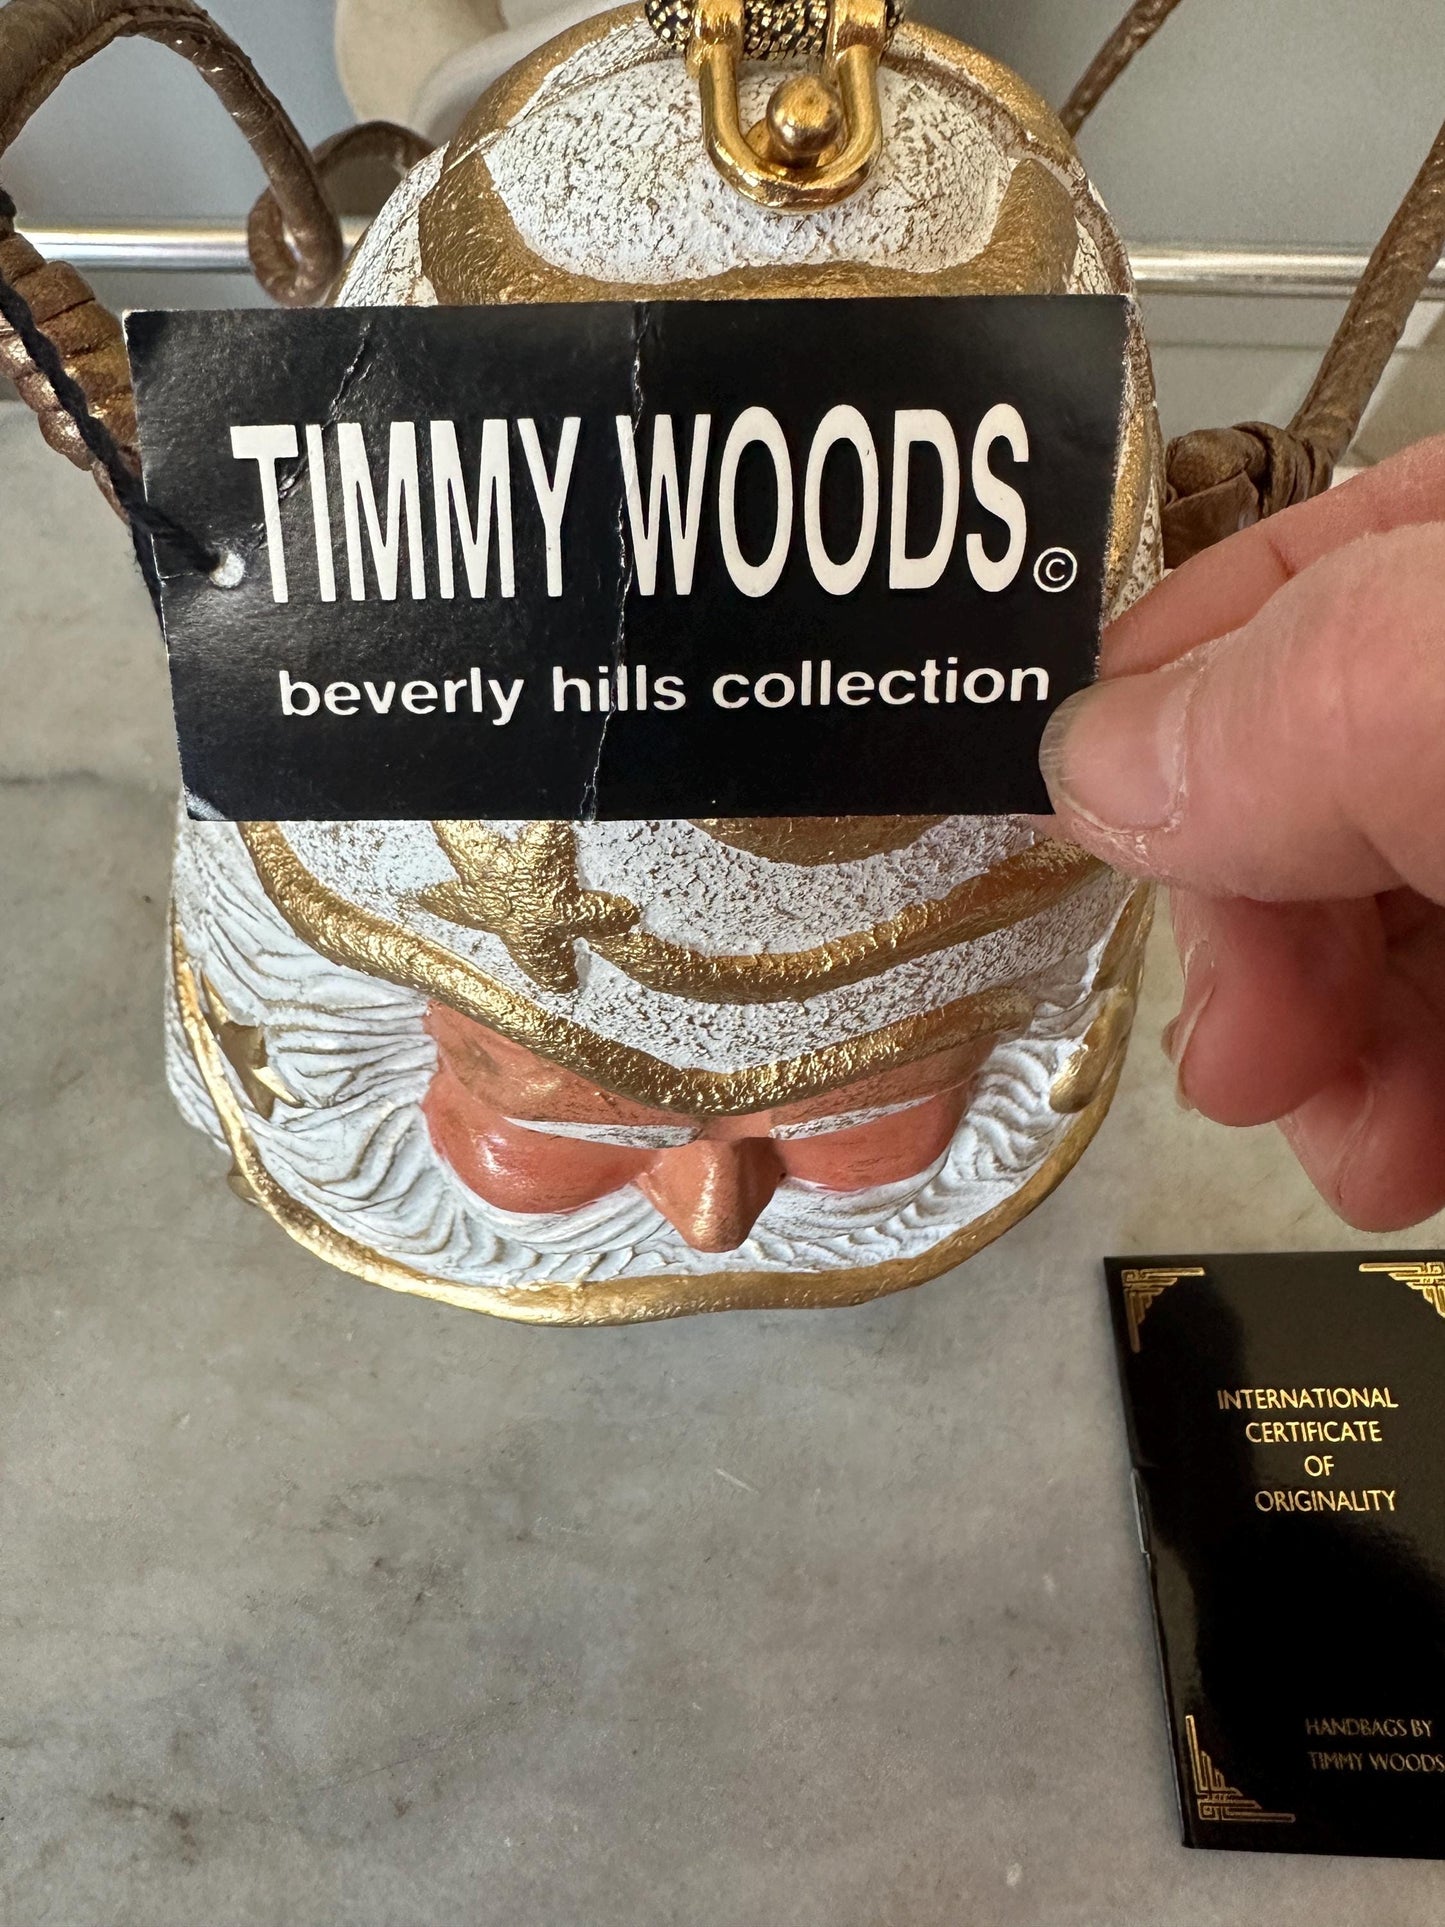 TIMMY WOODS ©
beverly hills collection
INTERNATIONAL
CERTIFICATE
OF
ORIGINALITY
HANDBAGS BY
TIMMY WOODS